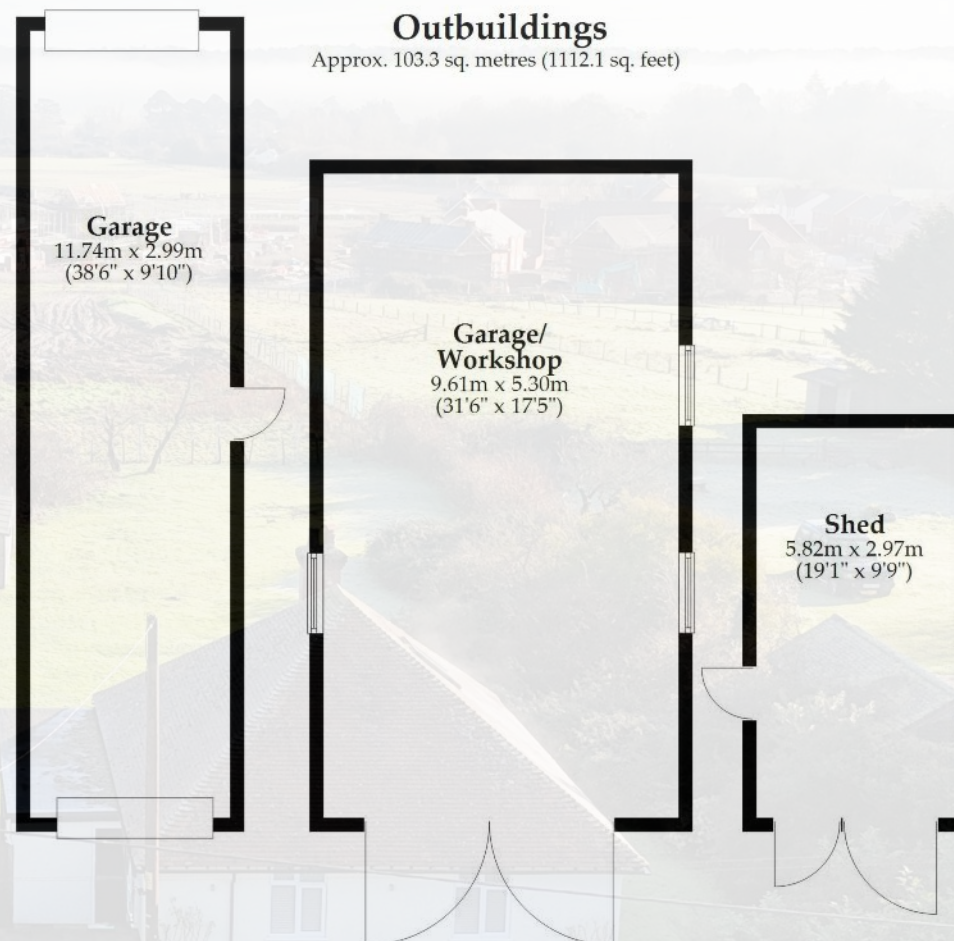 Outbuildings
Approx. 103.3 sq. metres (1112.1 sq. feet)
Garage
11.74m x 2.99m
(38'6" x 9'10")
Garage/
Workshop
9.61m x 5.30m
(31'6" x 17'5")
Shed
5.82m x 2.97m
(19'1" x 9'9")